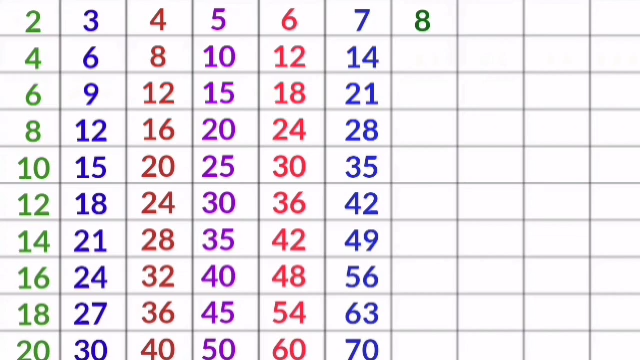 2 3 4 5 6 7 8
4 6 8 10 12 14
6 9 12 15 18 21
8 12 16 20 24 28
10 15 20 25 30 35
12 18 24 30 36 42
14 21 28 35 42 49
16 24 32 40 48 56
18 27 36 45 54 63
20 30 40 50 60 70